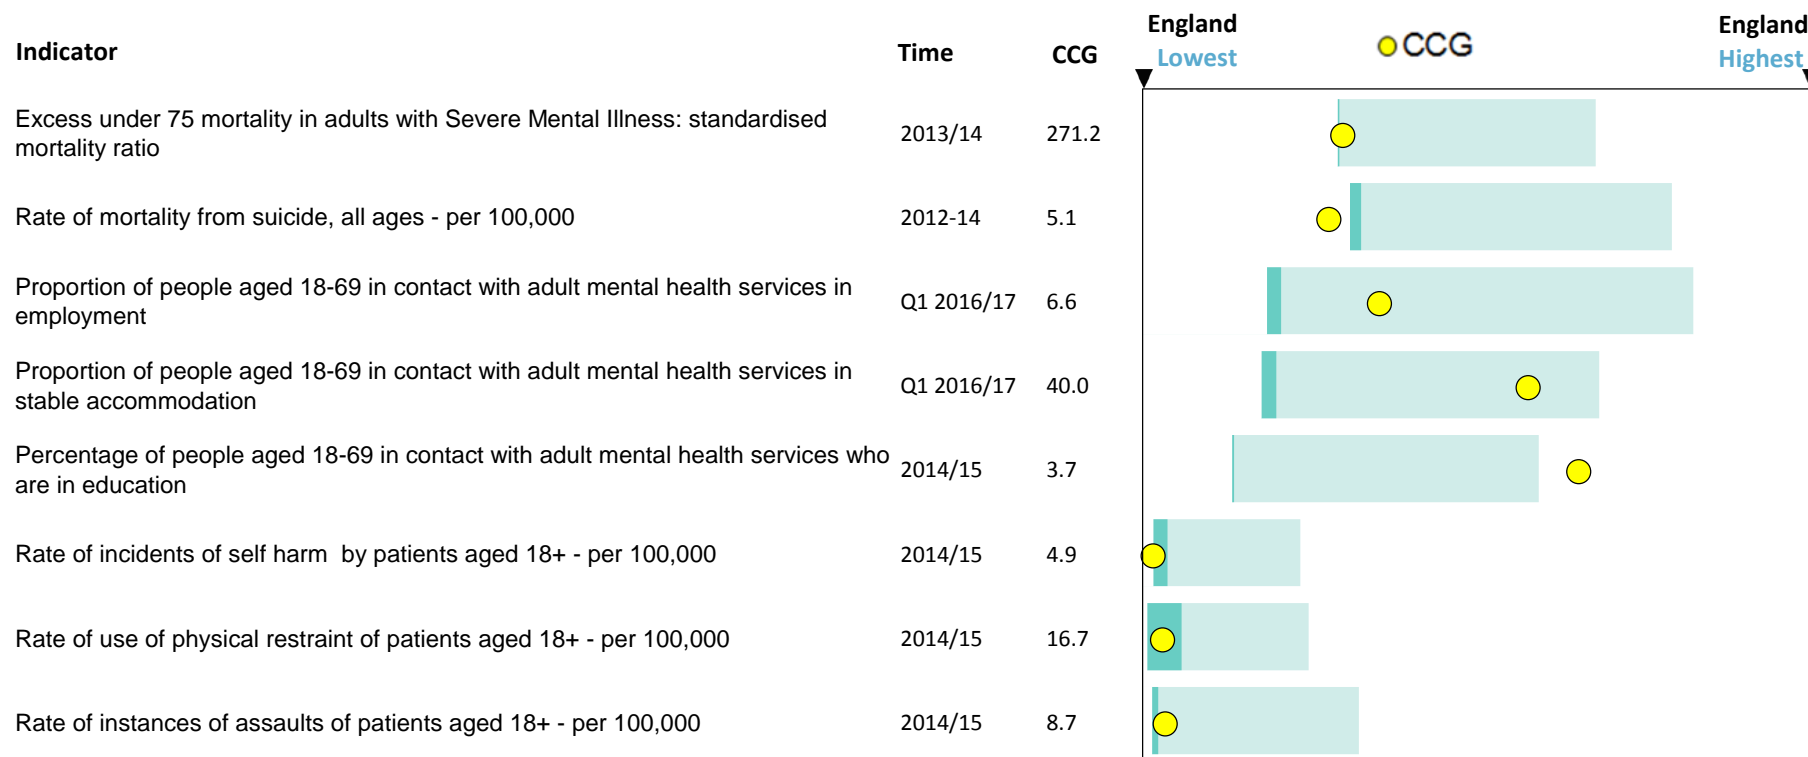 England England
Indicator Time CCG CCG
Lowest Highest
Excess under 75 mortality in adults with Severe Mental Illness: standardised
mortality ratio
2013/14 271.2
Rate of mortality from suicide, all ages - per 100,000 2012-14 5.1
Proportion of people aged 18-69 in contact with adult mental health services in
employment
Q1 2016/17 6.6
Proportion of people aged 18-69 in contact with adult mental health services in
stable accommodation
Q1 2016/17 40.0
Percentage of people aged 18-69 in contact with adult mental health services who
are in education
2014/15 3.7
Rate of incidents of self harm  by patients aged 18+ - per 100,000 2014/15 4.9
Rate of use of physical restraint of patients aged 18+ - per 100,000 2014/15 16.7
Rate of instances of assaults of patients aged 18+ - per 100,000 2014/15 8.7